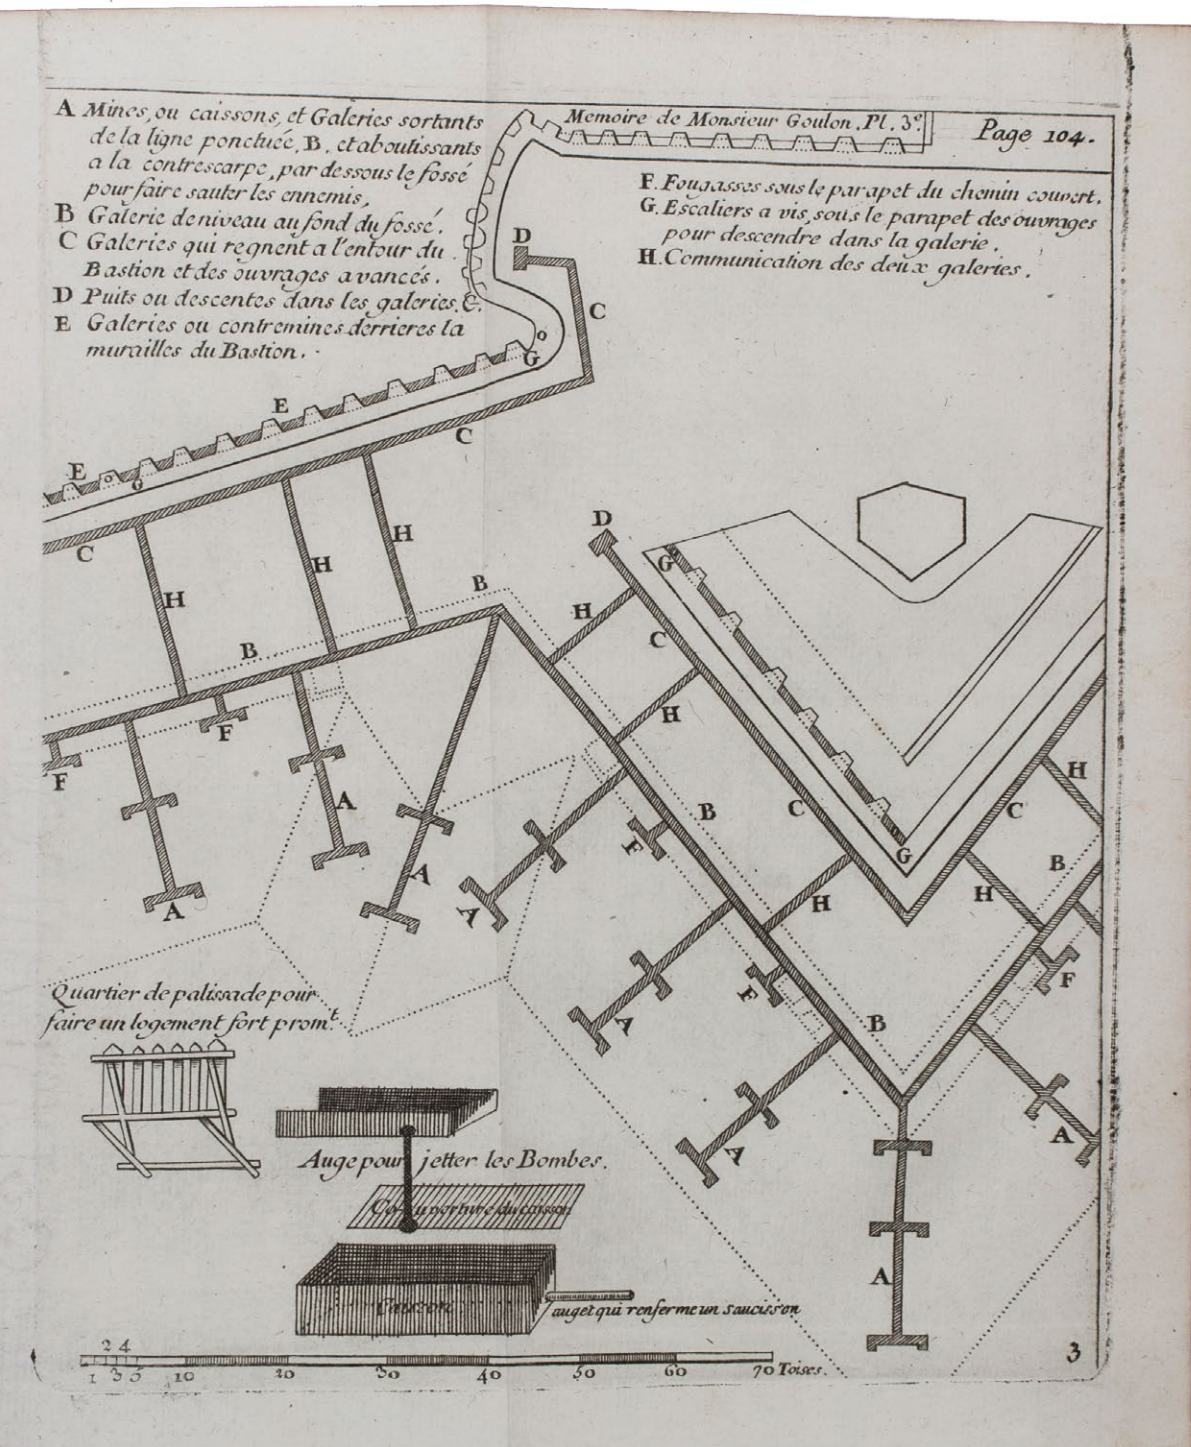 Memoire de Monsieur Goulon. Pl. 3e.
Page 104.
A Mines, ou caissons, et Galeries sortants
de la ligne ponctuée, B. et aboutissants
a la contrescarpe, par dessous le fossé
pour faire sauter les ennemis,
B Galerie de niveau au fond du fossé.
C Galeries qui regnent a l'entour du
Bastion et des ouvrages avancés.
D Puits ou descentes dans les galeries, C.
E Galeries ou contremines derrieres la
murailles du Bastion.
F. Fougasses sous le parapet du chemin couvert.
G. Escaliers a vis, sous le parapet des ouvrages
pour descendre dans la galerie.
H. Communication des deux galeries.
D
C
G
E
C
E
G
C
H
H
H
B
B
F
F
A
A
A
D
G
H
C
H
C
B
H
G
C
H
H
B
F
F
F
B
A
A
A
A
A
Quartier de palissade pour
faire un logement fort promt.
Auge pour jetter les Bombes.
Couverture du caisson
Caisson
auget qui renferme un saucisson
2 4
1 3 5 10 20 30 40 50 60 70 Toises.
3